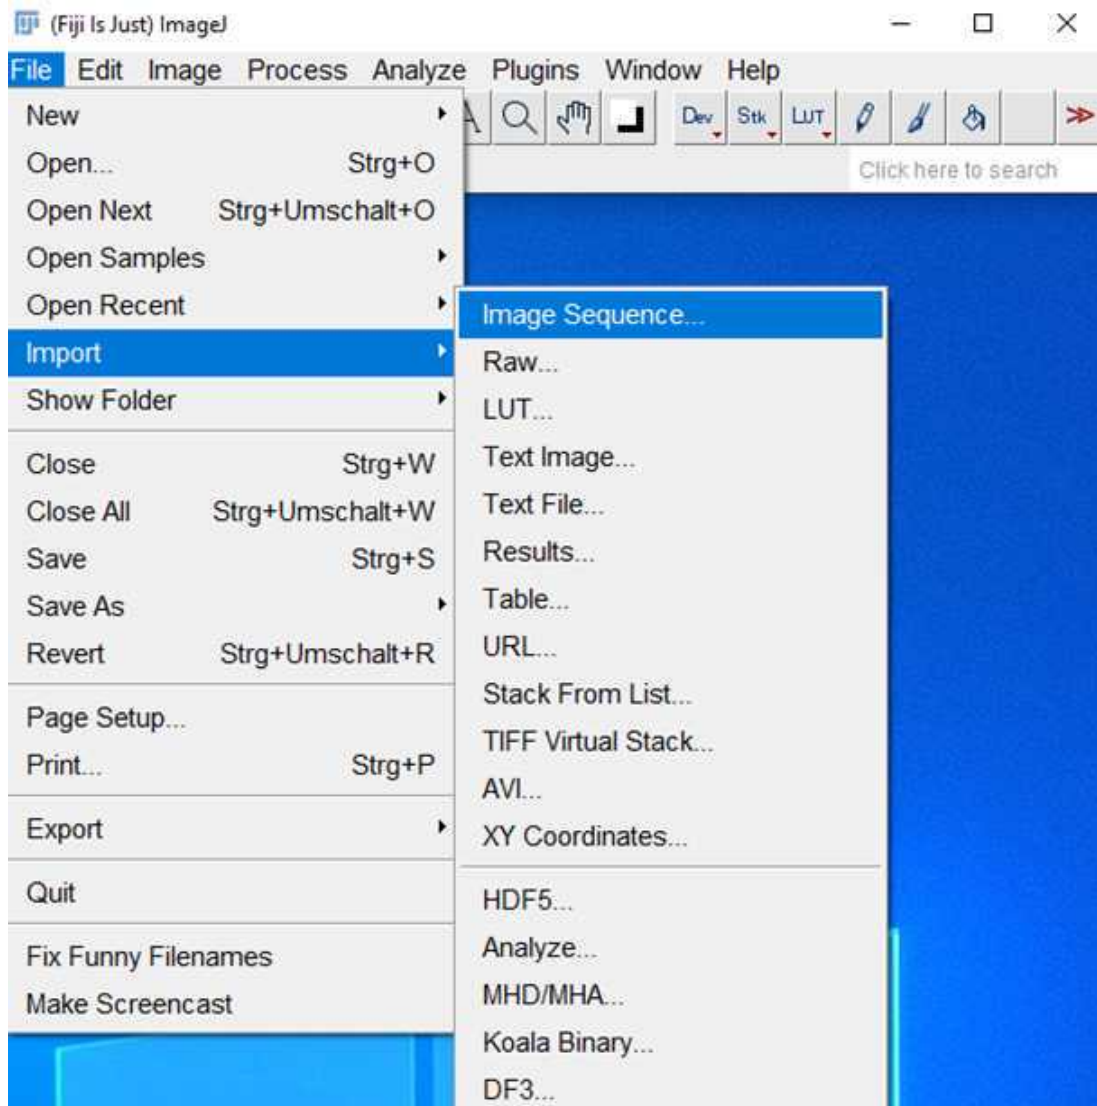 (Fiji Is Just) ImageJ
File Edit Image Process Analyze Plugins Window Help
Dev Stk LUT
Click here to search
New
Open... Strg+O
Open Next Strg+Umschalt+O
Open Samples
Open Recent
Import
Show Folder
Close Strg+W
Close All Strg+Umschalt+W
Save Strg+S
Save As
Revert Strg+Umschalt+R
Page Setup...
Print... Strg+P
Export
Quit
Fix Funny Filenames
Make Screencast
Image Sequence...
Raw...
LUT...
Text Image...
Text File...
Results...
Table...
URL...
Stack From List...
TIFF Virtual Stack...
AVI...
XY Coordinates...
HDF5...
Analyze...
MHD/MHA...
Koala Binary...
DF3...